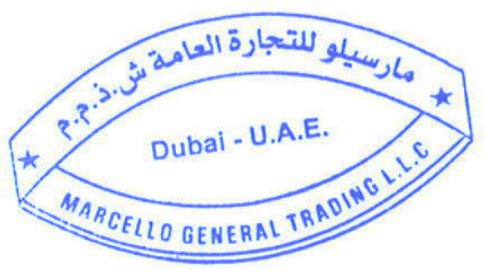 مارسيلو للتجارة العامة ش.ذ.م.م
Dubai - U.A.E.
MARCELLO GENERAL TRADING L.L.C